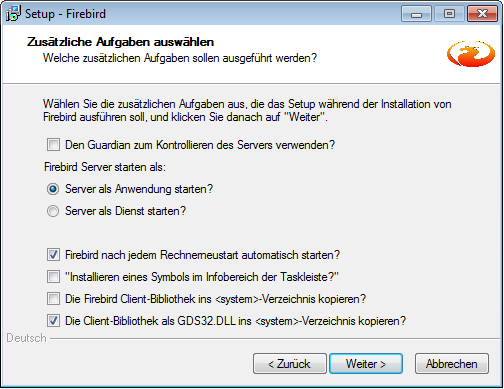 Setup - Firebird
Zusätzliche Aufgaben auswählen
Welche zusätzlichen Aufgaben sollen ausgeführt werden?
Wählen Sie die zusätzlichen Aufgaben aus, die das Setup während der Installation von
Firebird ausführen soll, und klicken Sie danach auf "Weiter".
Den Guardian zum Kontrollieren des Servers verwenden?
Firebird Server starten als:
Server als Anwendung starten?
Server als Dienst starten?
Firebird nach jedem Rechnerneustart automatisch starten?
"Installieren eines Symbols im Infobereich der Taskleiste?"
Die Firebird Client-Bibliothek ins <system>-Verzeichnis kopieren?
Die Client-Bibliothek als GDS32.DLL ins <system>-Verzeichnis kopieren?
Deutsch
< Zurück
Weiter >
Abbrechen